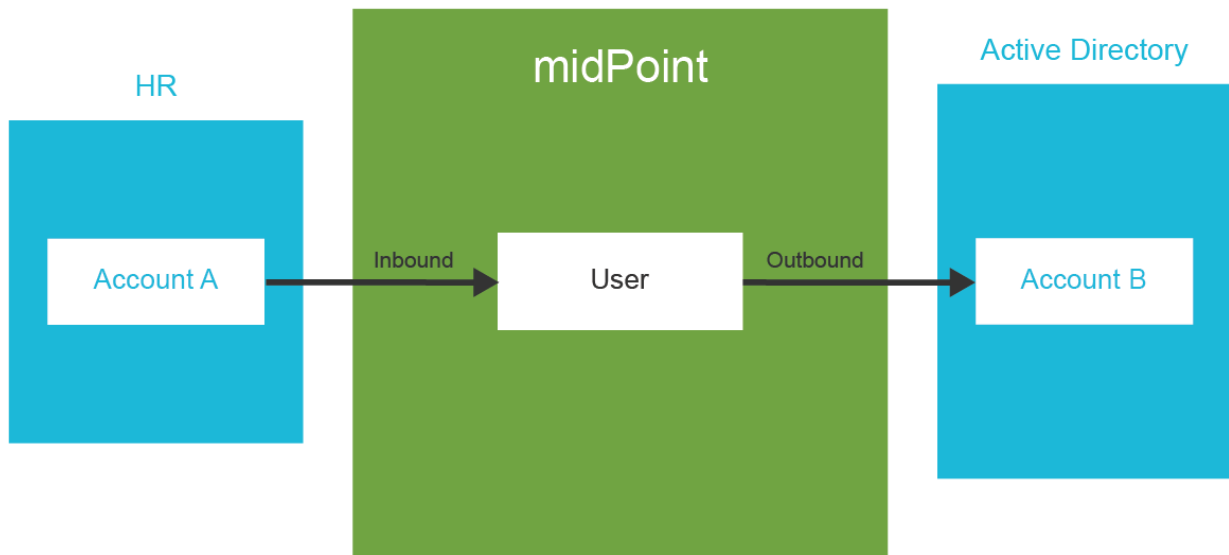 HR
midPoint
Active Directory
Account A
Inbound
User
Outbound
Account B